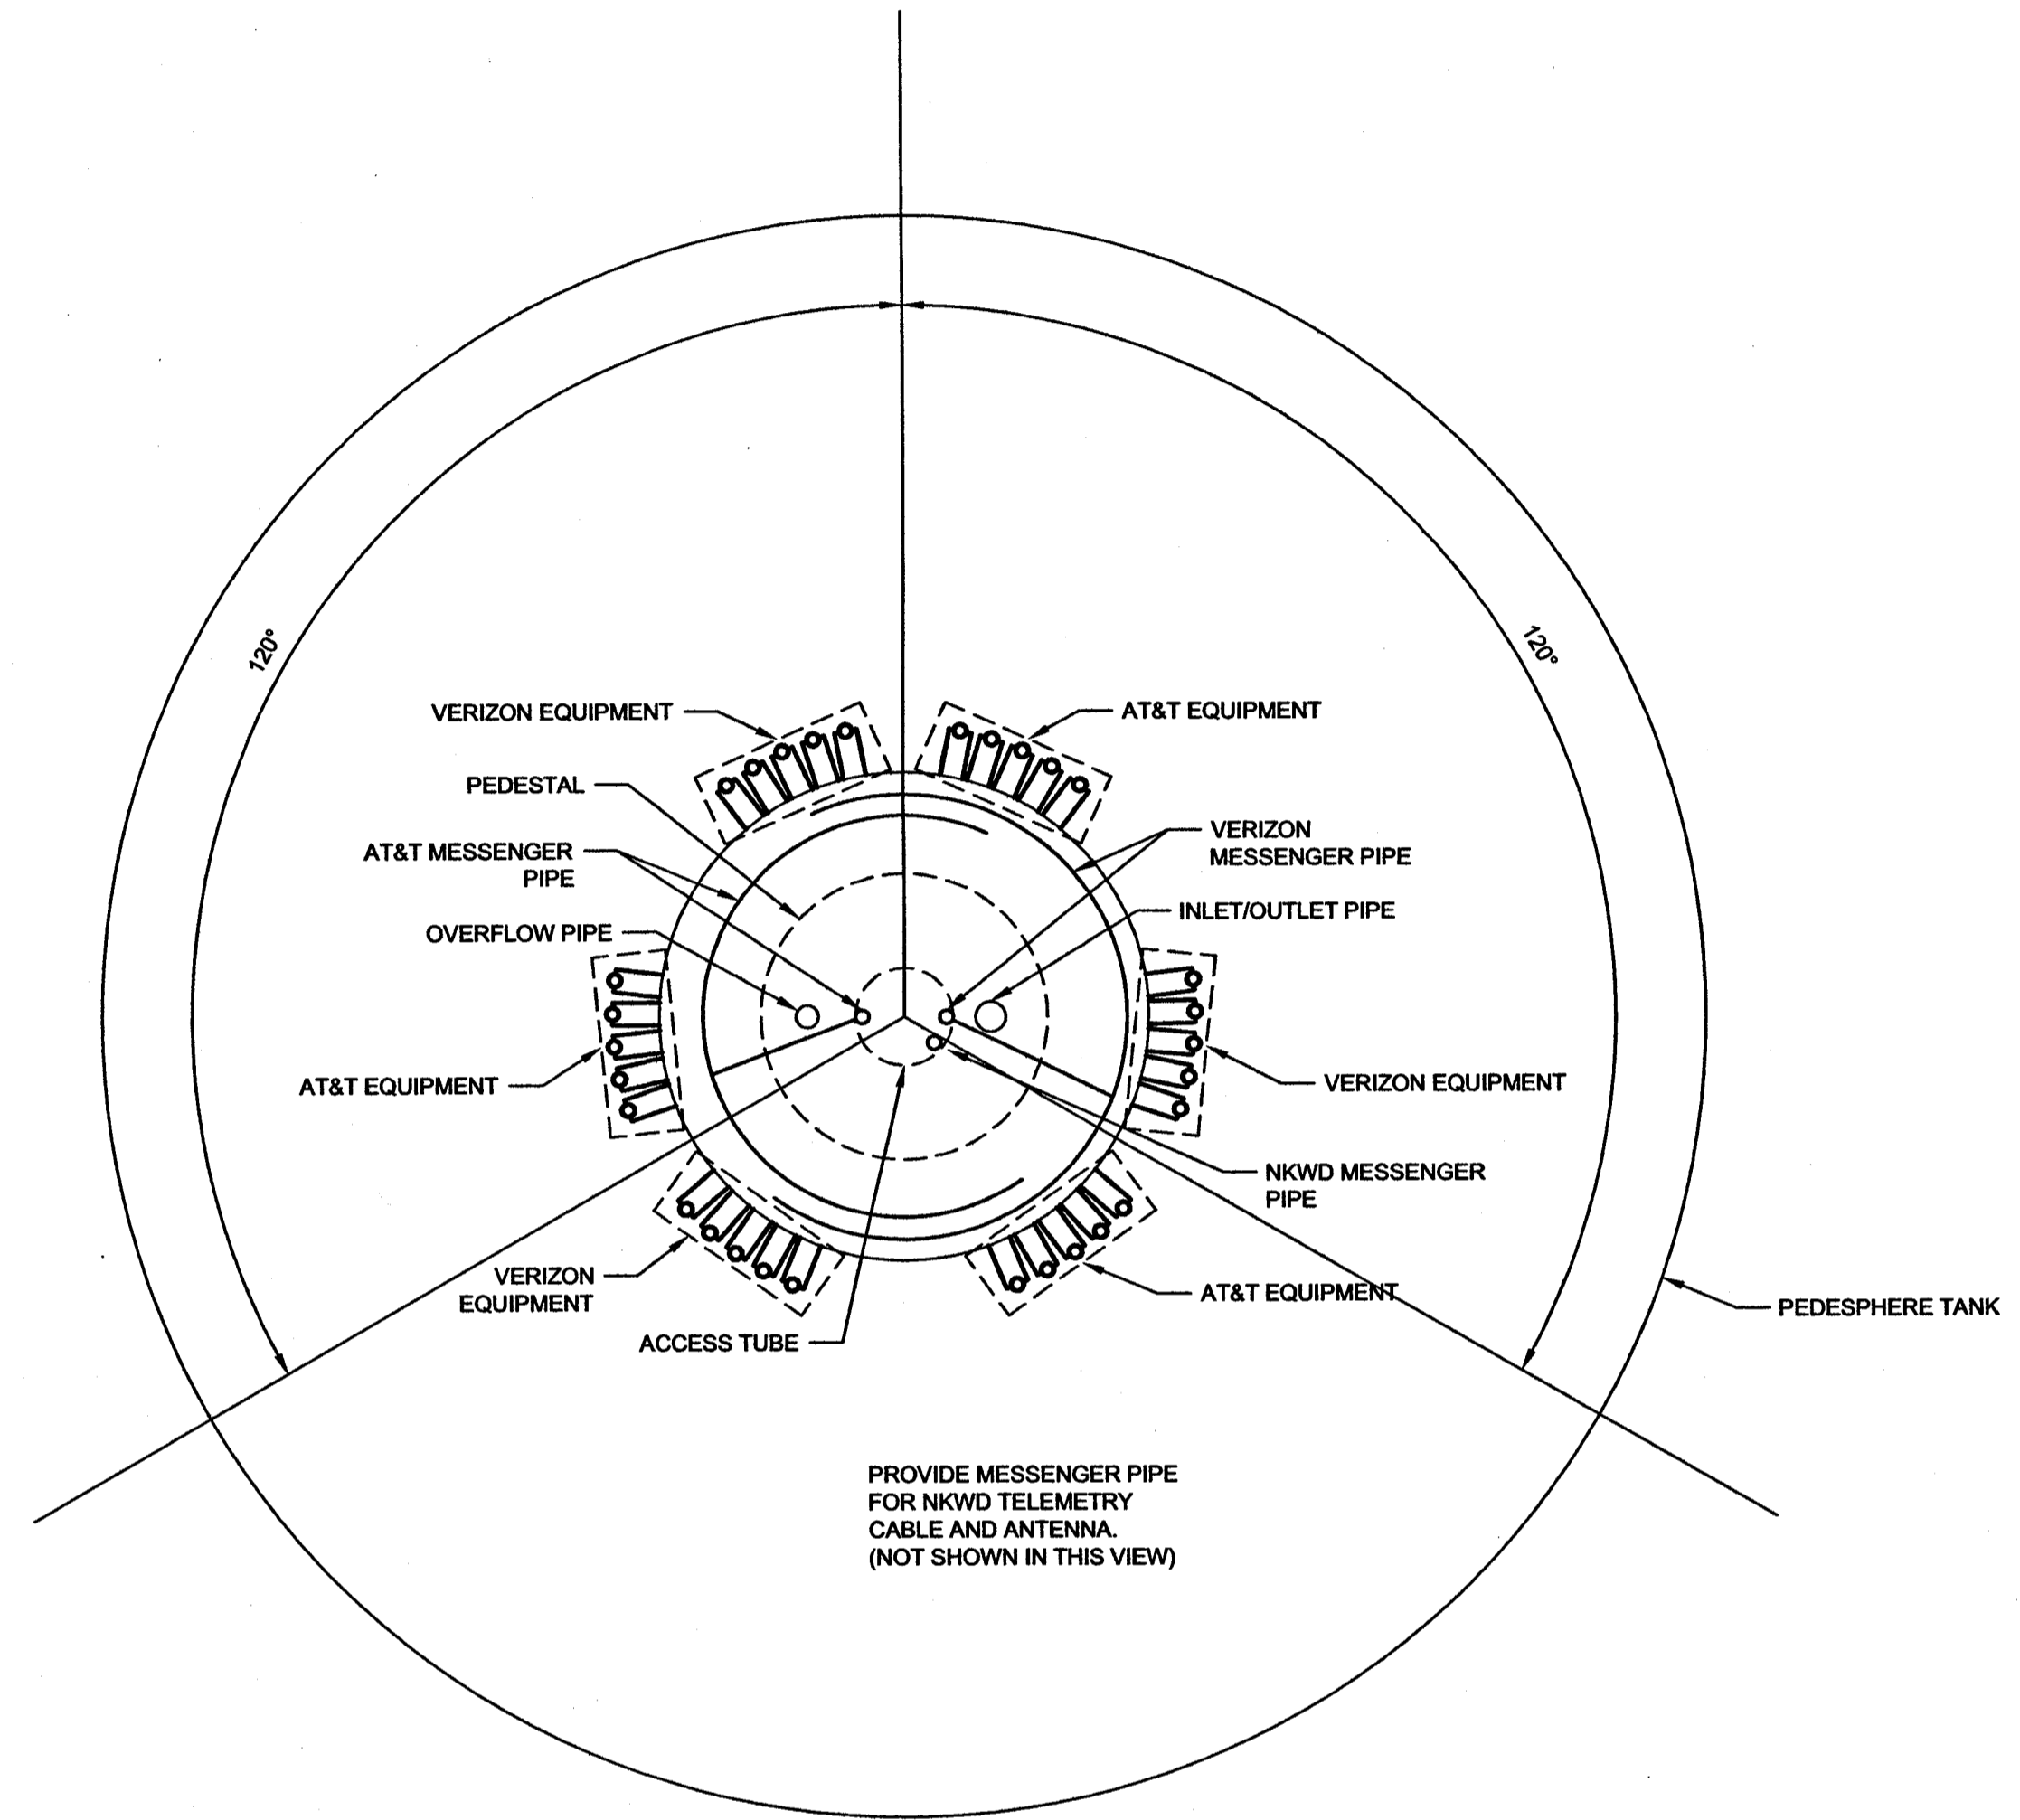 120°
120°
VERIZON EQUIPMENT
AT&T EQUIPMENT
PEDESTAL
VERIZON
MESSENGER PIPE
AT&T MESSENGER
PIPE
INLET/OUTLET PIPE
OVERFLOW PIPE
AT&T EQUIPMENT
VERIZON EQUIPMENT
NKWD MESSENGER
PIPE
VERIZON
EQUIPMENT
AT&T EQUIPMENT
PEDESPHERE TANK
ACCESS TUBE
PROVIDE MESSENGER PIPE
FOR NKWD TELEMETRY
CABLE AND ANTENNA.
(NOT SHOWN IN THIS VIEW)